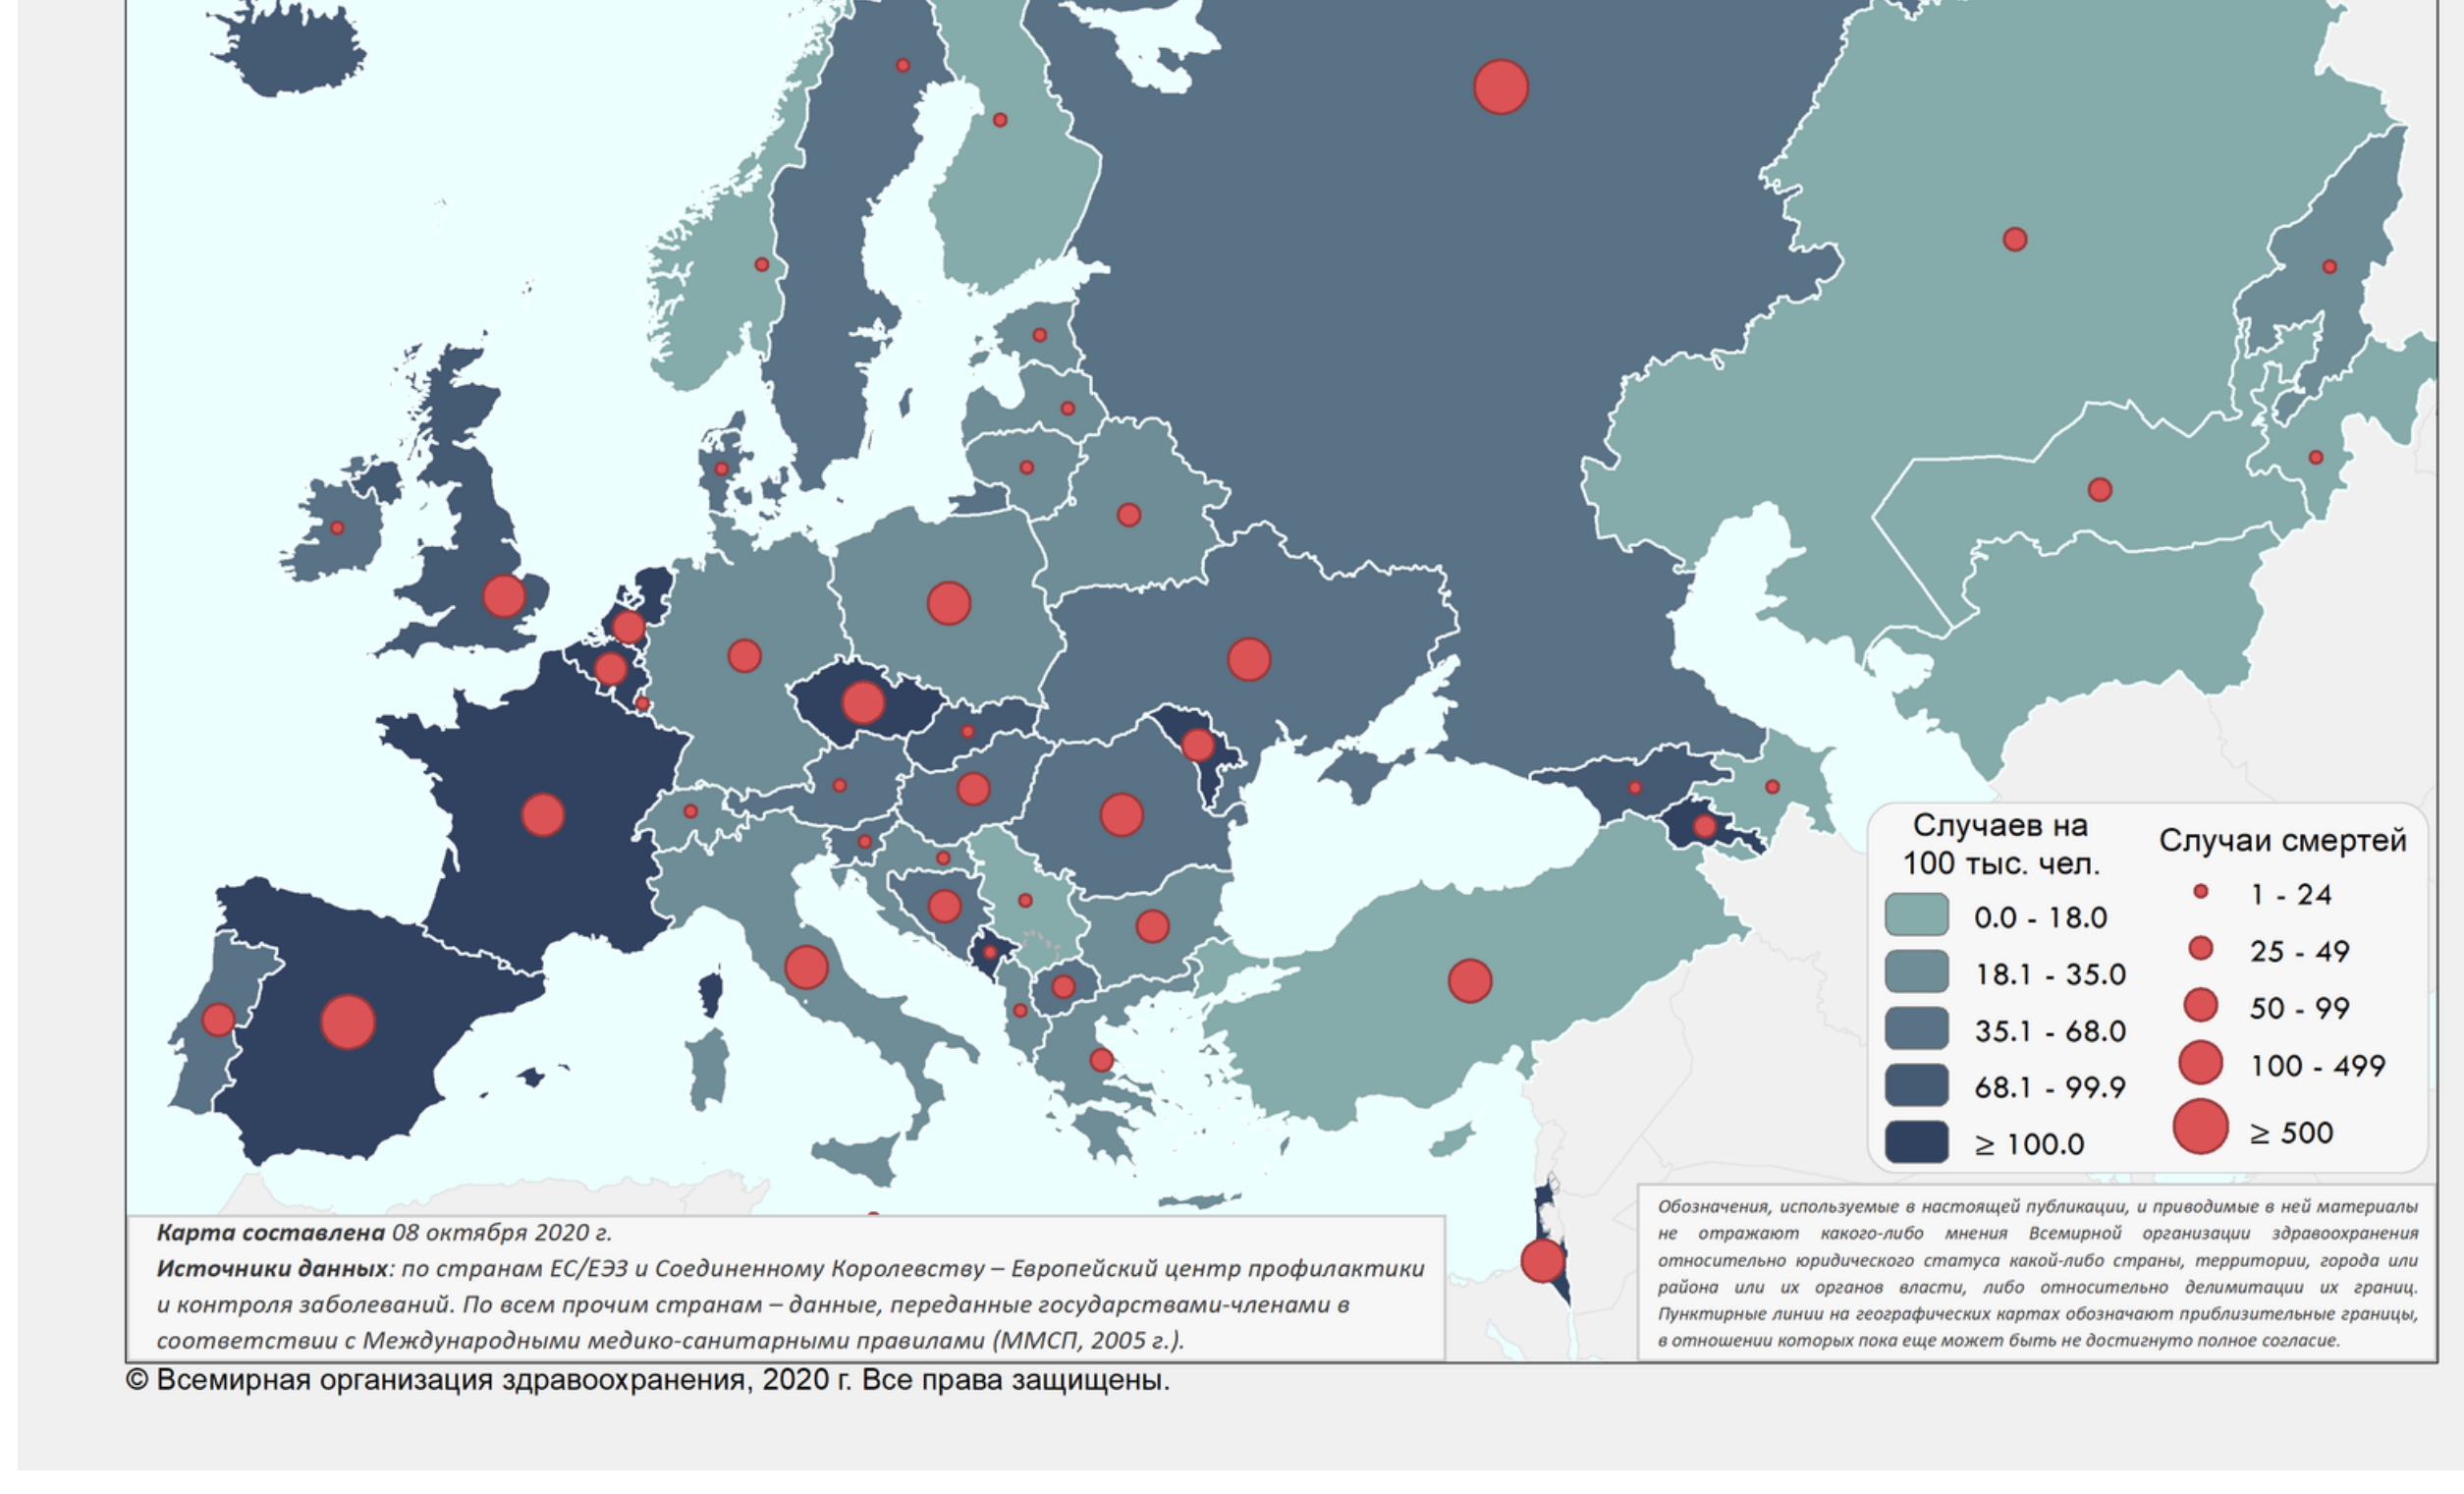 Случаев на
100 тыс. чел.
0.0 - 18.0
18.1 - 35.0
35.1 - 68.0
68.1 - 99.9
≥ 100.0
Случаи смертей
1 - 24
25 - 49
50 - 99
100 - 499
≥ 500
Карта составлена 08 октября 2020 г.
Источники данных: по странам ЕС/ЕЭЗ и Соединенному Королевству – Европейский центр профилактики
и контроля заболеваний. По всем прочим странам – данные, переданные государствами-членами в
соответствии с Международными медико-санитарными правилами (ММСП, 2005 г.).
Обозначения, используемые в настоящей публикации, и приводимые в ней материалы
не отражают какого-либо мнения Всемирной организации здравоохранения
относительно юридического статуса какой-либо страны, территории, города или
района или их органов власти, либо относительно делимитации их границ.
Пунктирные линии на географических картах обозначают приблизительные границы,
в отношении которых пока еще может быть не достигнуто полное согласие.
© Всемирная организация здравоохранения, 2020 г. Все права защищены.